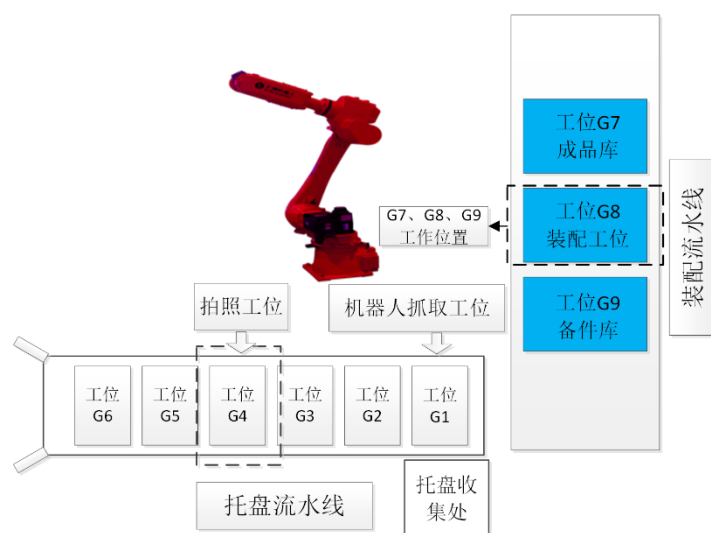 工位G7
成品库
G7、G8、G9
工作位置
工位G8
装配工位
装配流水线
工位G9
备件库
拍照工位
机器人抓取工位
工位
G6
工位
G5
工位
G4
工位
G3
工位
G2
工位
G1
托盘流水线
托盘收
集处